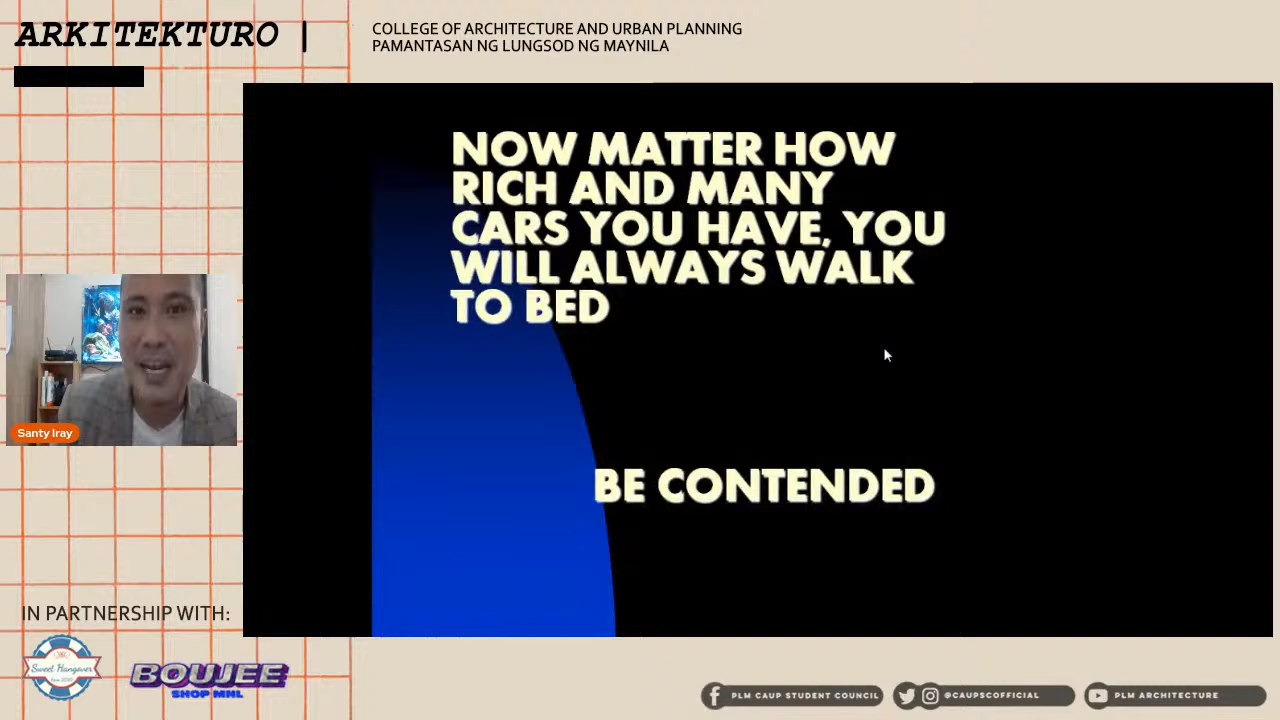 ARKITEKTURO |
COLLEGE OF ARCHITECTURE AND URBAN PLANNING
PAMANTASAN NG LUNGSOD NG MAYNILA
NOW MATTER HOW
RICH AND MANY
CARS YOU HAVE, YOU
WILL ALWAYS WALK
TO BED
BE CONTENDED
Santy Iray
IN PARTNERSHIP WITH:
Sweet Hangover
BOUJEE
SHOP MNL
PLM CAUP STUDENT COUNCIL
@CAUPSCOFFICIAL
PLM ARCHITECTURE